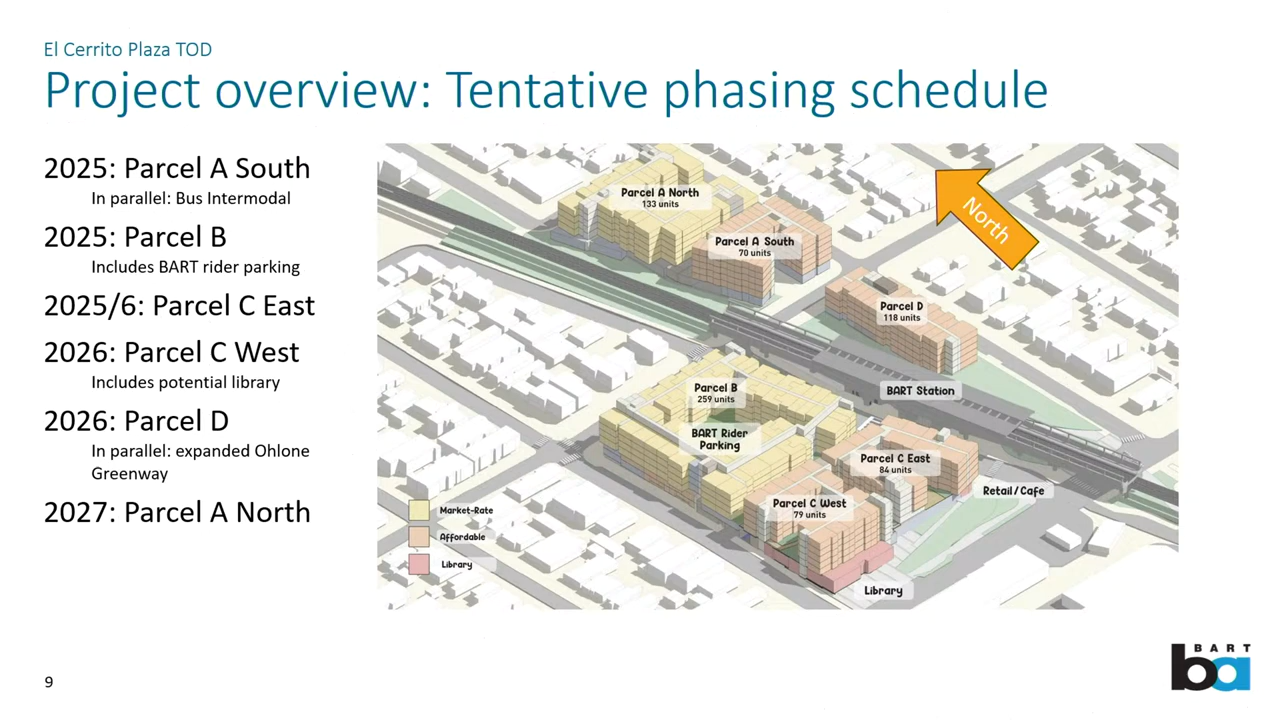 El Cerrito Plaza TOD
Project overview: Tentative phasing schedule
2025: Parcel A South
In parallel: Bus Intermodal
2025: Parcel B
Includes BART rider parking
2025/6: Parcel C East
2026: Parcel C West
Includes potential library
2026: Parcel D
In parallel: expanded Ohlone
Greenway
2027: Parcel A North
Parcel A North
133 units
Parcel A South
70 units
North
Parcel D
118 units
BART Station
Parcel B
259 units
BART Rider
Parking
Parcel C East
84 units
Retail/Cafe
Parcel C West
79 units
Library
Market-Rate
Affordable
Library
9
BART
ba